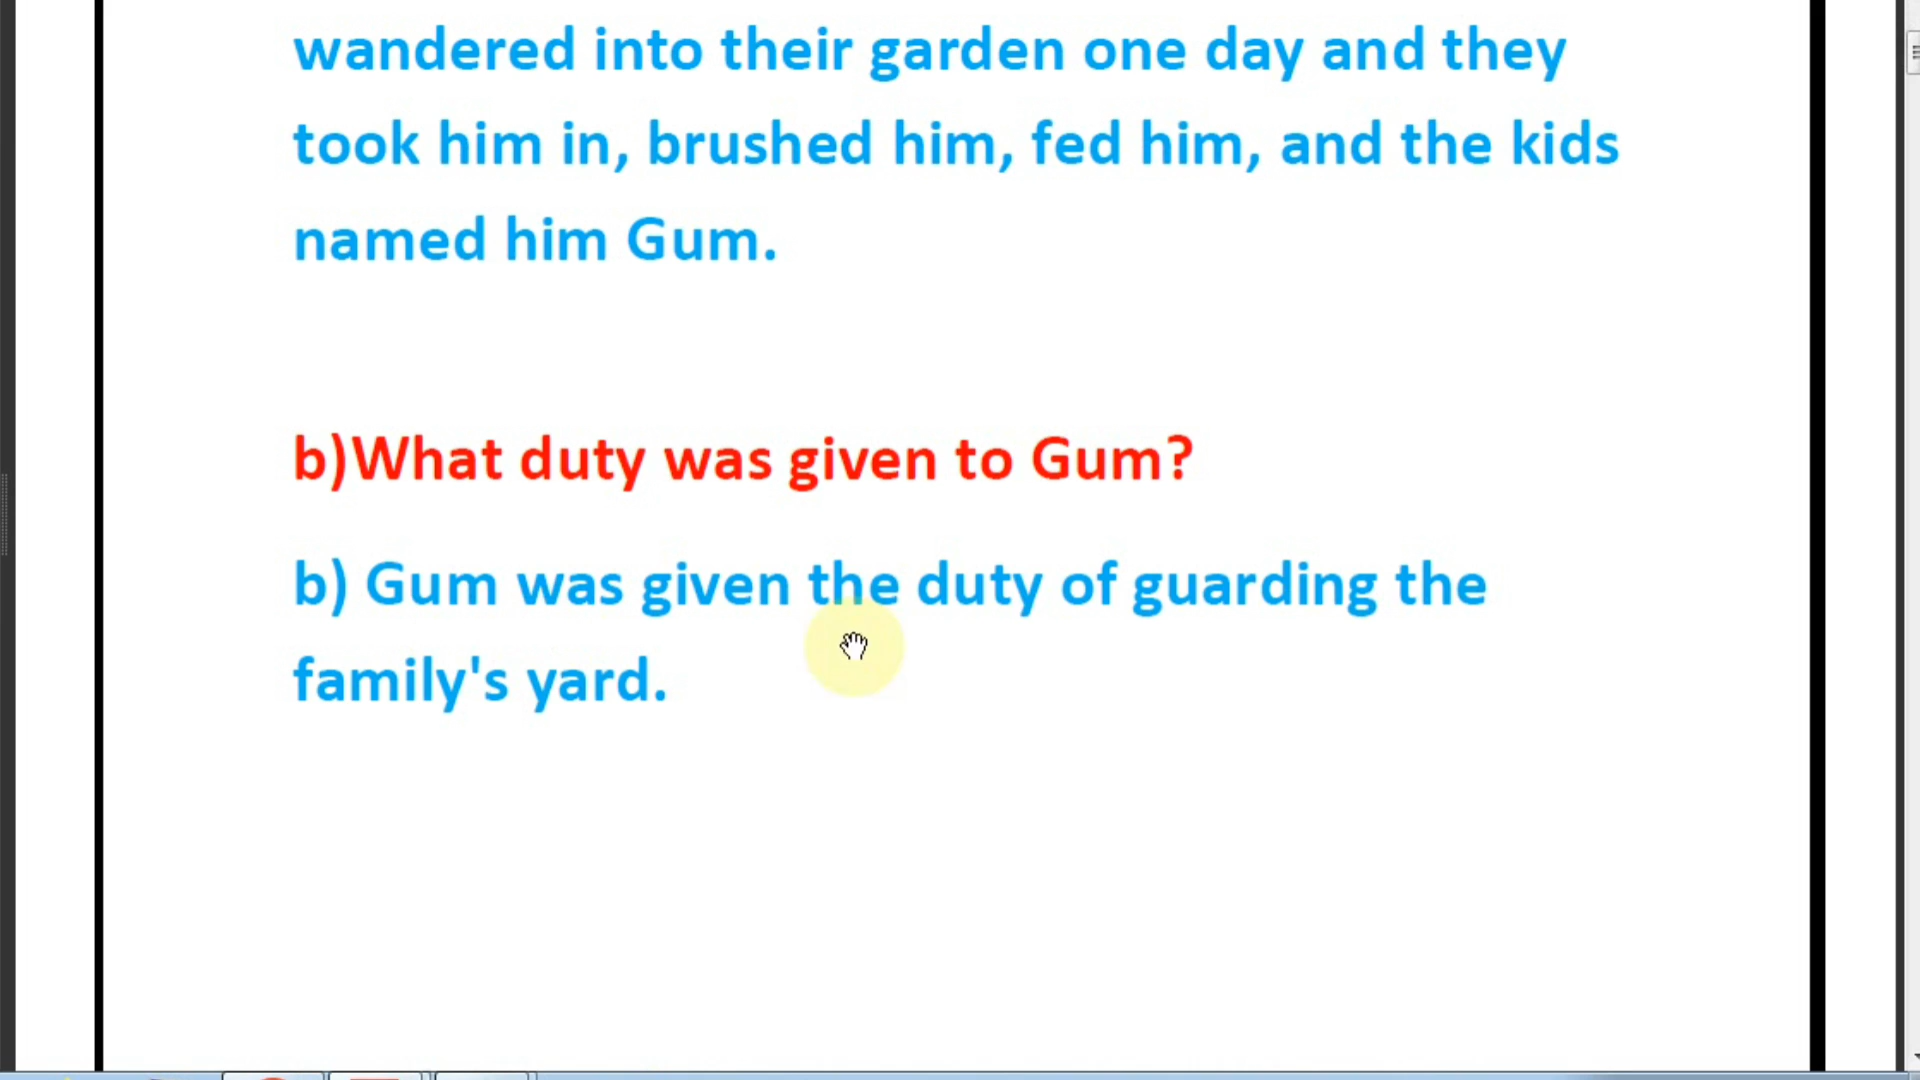 wandered into their garden one day and they
took him in, brushed him, fed him, and the kids
named him Gum.
b)What duty was given to Gum?
b) Gum was given the duty of guarding the
family's yard.